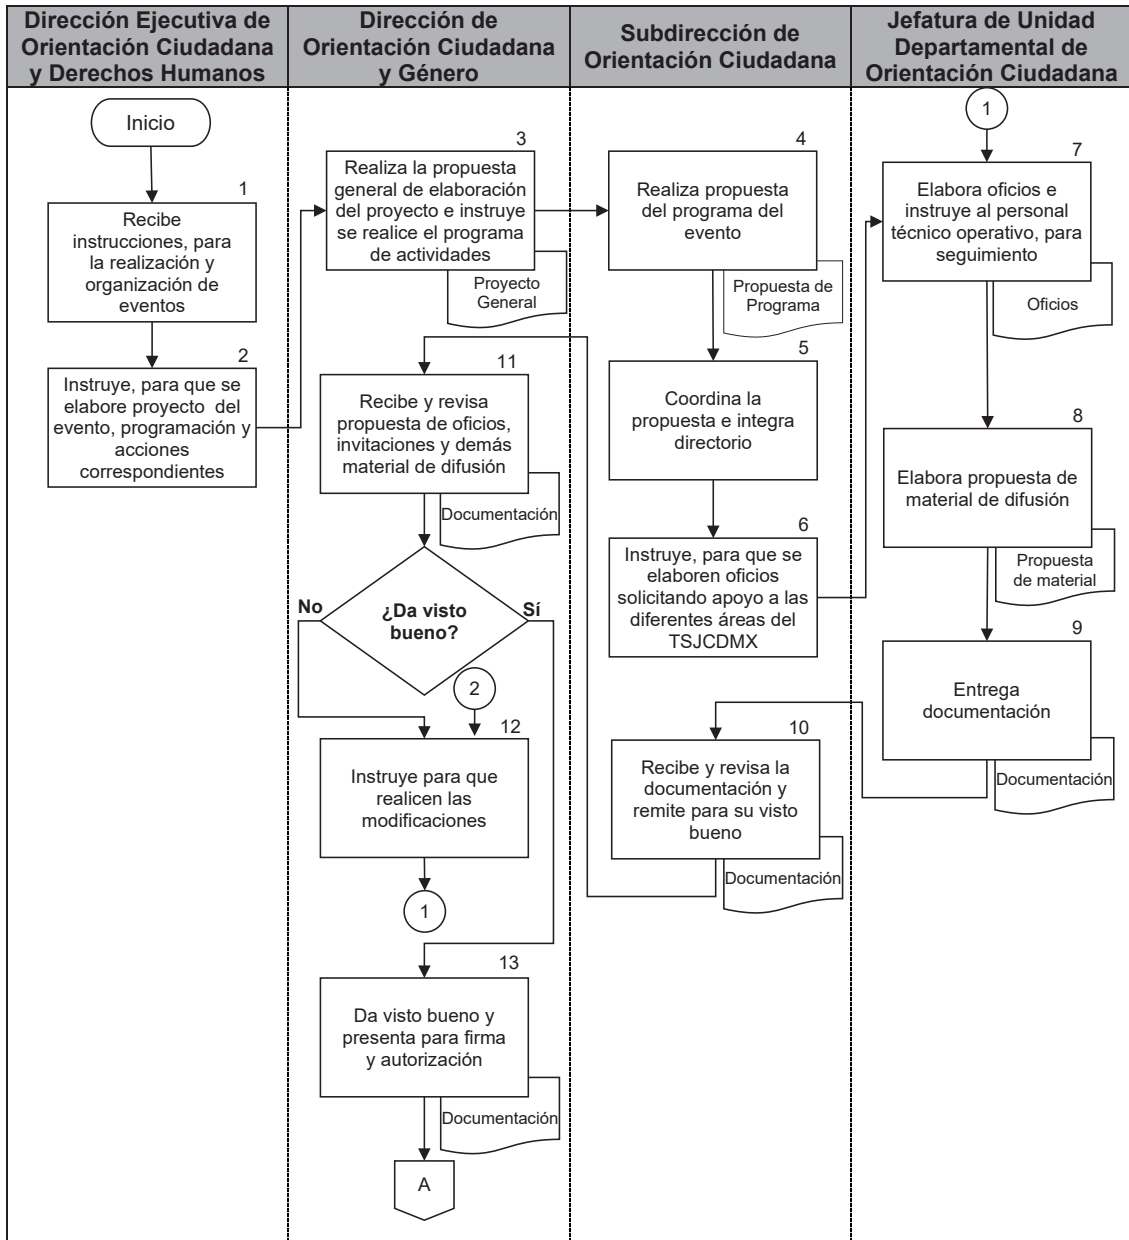 Dirección Ejecutiva de
Orientación Ciudadana
y Derechos Humanos
Dirección de
Orientación Ciudadana
y Género
Subdirección de
Orientación Ciudadana
Jefatura de Unidad
Departamental de
Orientación Ciudadana
Inicio
1
Recibe
instrucciones, para
la realización y
organización de
eventos
2
Instruye, para que se
elabore proyecto del
evento, programación y
acciones
correspondientes
3
Realiza la propuesta
general de elaboración
del proyecto e instruye
se realice el programa
de actividades
Proyecto
General
4
Realiza propuesta
del programa del
evento
Propuesta de
Programa
5
Coordina la
propuesta e integra
directorio
6
Instruye, para que se
elaboren oficios
solicitando apoyo a las
diferentes áreas del
TSJCDMX
1
7
Elabora oficios e
instruye al personal
técnico operativo, para
seguimiento
Oficios
8
Elabora propuesta de
material de difusión
Propuesta
de material
9
Entrega
documentación
Documentación
10
Recibe y revisa la
documentación y
remite para su visto
bueno
Documentación
11
Recibe y revisa
propuesta de oficios,
invitaciones y demás
material de difusión
Documentación
¿Da visto
bueno?
No
Sí
2
12
Instruye para que
realicen las
modificaciones
1
13
Da visto bueno y
presenta para firma
y autorización
Documentación
A